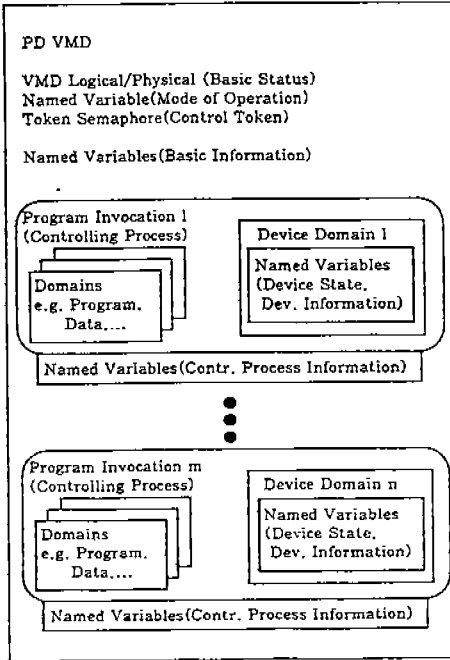 PD VMD
VMD Logical/Physical (Basic Status)
Named Variable(Mode of Operation)
Token Semaphore(Control Token)
Named Variables(Basic Information)
Program Invocation 1
(Controlling Process)
Domains
e.g. Program,
Data,...
Device Domain 1
Named Variables
(Device State,
Dev. Information)
Named Variables(Contr. Process Information)
Program Invocation m
(Controlling Process)
Domains
e.g. Program,
Data,...
Device Domain n
Named Variables
(Device State,
Dev. Information)
Named Variables(Contr. Process Information)